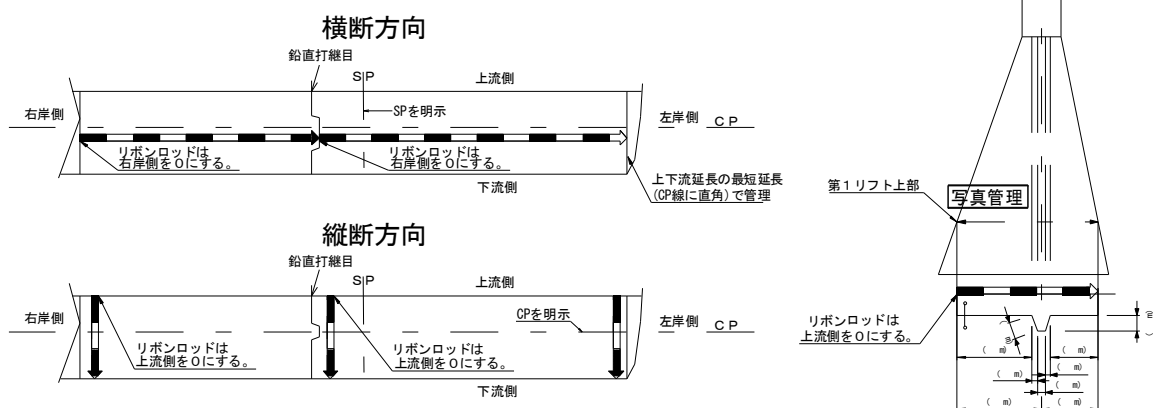 横断方向
鉛直打継目
SP
上流側
SPを明示
右岸側
左岸側
CP
リボンロッドは
右岸側を0にする。
リボンロッドは
右岸側を0にする。
下流側
上下流延長の最短延長
(CP線に直角)で管理
縦断方向
鉛直打継目
SP
上流側
CPを明示
右岸側
左岸側
CP
リボンロッドは
上流側を0にする。
リボンロッドは
上流側を0にする。
下流側
第1リフト上部
写真管理
リボンロッドは
上流側を0にする。
( m)
( m)
( m)
( m)
( m)
( m)